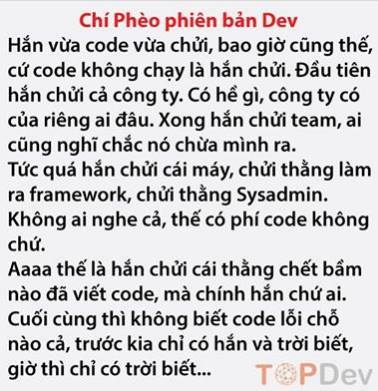 Chí Phèo phiên bản Dev
Hắn vừa code vừa chửi, bao giờ cũng thế,
cứ code không chạy là hắn chửi. Đầu tiên
hắn chửi cả công ty. Có hề gì, công ty có
của riêng ai đâu. Xong hắn chửi team, ai
cũng nghĩ chắc nó chừa mình ra.
Tức quá hắn chửi cái máy, chửi thằng làm
ra framework, chửi thằng Sysadmin.
Không ai nghe cả, thế có phí code không
chứ.
Aaaa thế là hắn chửi cái thằng chết bầm
nào đã viết code, mà chính hắn chứ ai.
Cuối cùng thì không biết code lỗi chỗ
nào cả, trước kia chỉ có hắn và trời biết,
giờ thì chỉ có trời biết...
TOPDev